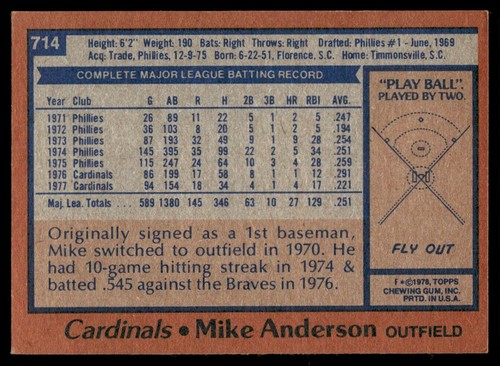 714
Height: 6'2" Weight: 190 Bats: Right Throws: Right Drafted: Phillies #1-June, 1969
Acq: Trade, Phillies, 12-9-75 Born: 6-22-51, Florence, S.C. Home: Timmonsville, S.C.
COMPLETE MAJOR LEAGUE BATTING RECORD
Year Club G AB R H 2B 3B HR RBI AVG.
1971 Phillies 26 89 11 22 5 1 2 5 .247
1972 Phillies 36 103 8 20 5 1 2 5 .194
1973 Phillies 87 193 32 49 9 1 9 28 .254
1974 Phillies 145 395 35 99 22 2 5 34 .251
1975 Phillies 115 247 24 64 10 3 4 28 .259
1976 Cardinals 86 199 17 58 8 1 1 12 .291
1977 Cardinals 94 154 18 34 4 1 4 17 .221
Maj. Lea. Totals 589 1380 145 346 63 10 27 129 .251
Originally signed as a 1st baseman,
Mike switched to outfield in 1970. He
had 10-game hitting streak in 1974 &
batted .545 against the Braves in 1976.
"PLAY BALL".
PLAYED BY TWO.
FLY OUT
F*©1978, TOPPS
CHEWING GUM, INC.
PRTD. IN U.S.A.
Cardinals • Mike Anderson OUTFIELD